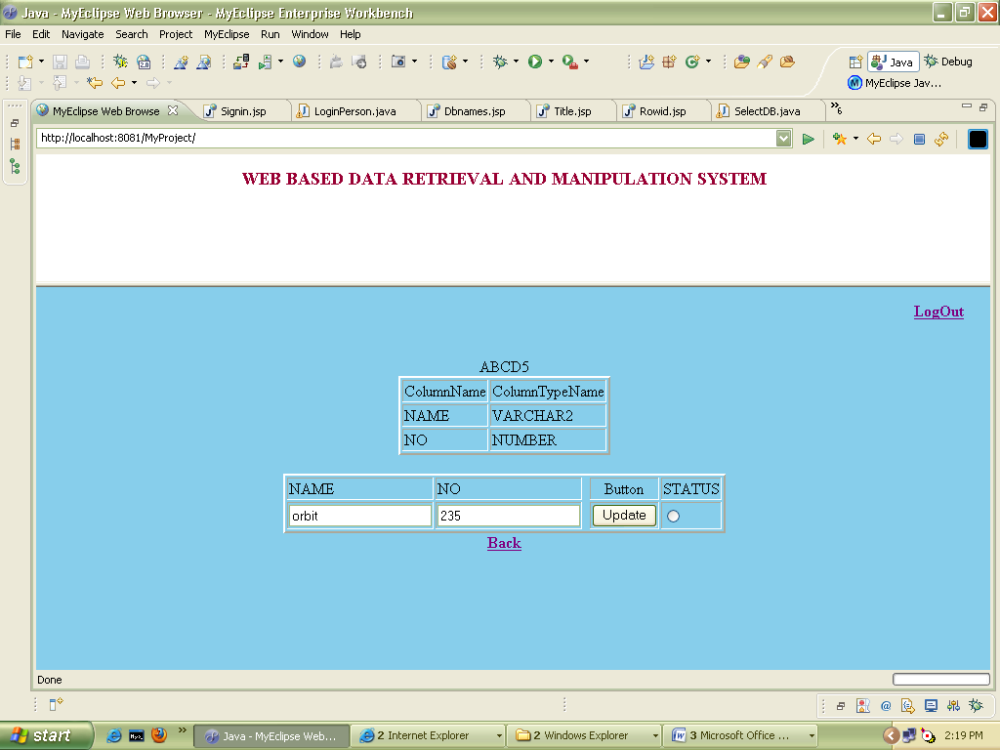 Java - MyEclipse Web Browser - MyEclipse Enterprise Workbench
File Edit Navigate Search Project MyEclipse Run Window Help
Java Debug
MyEclipse Jav...
MyEclipse Web Browse Signin.jsp LoginPerson.java Dbnames.jsp Title.jsp Rowid.jsp SelectDB.java »6
http://localhost:8081/MyProject/
WEB BASED DATA RETRIEVAL AND MANIPULATION SYSTEM
LogOut
ABCD5
ColumnName ColumnTypeName
NAME VARCHAR2
NO NUMBER
NAME NO Button STATUS
orbit 235 Update
Back
Done
start Java - MyEclipse Web... 2 Internet Explorer 2 Windows Explorer 3 Microsoft Office ... 2:19 PM